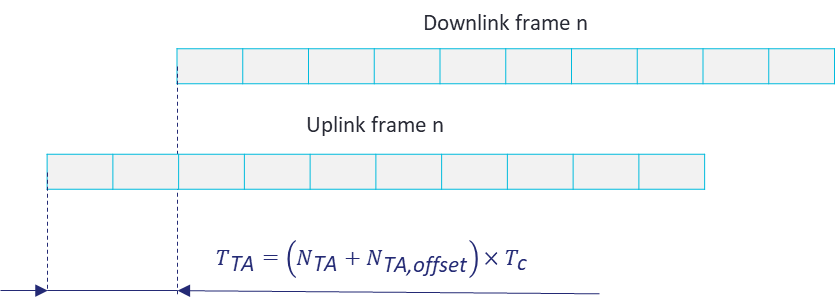 Downlink frame n
Uplink frame n
T_TA = (N_TA + N_TA,offset) × T_c